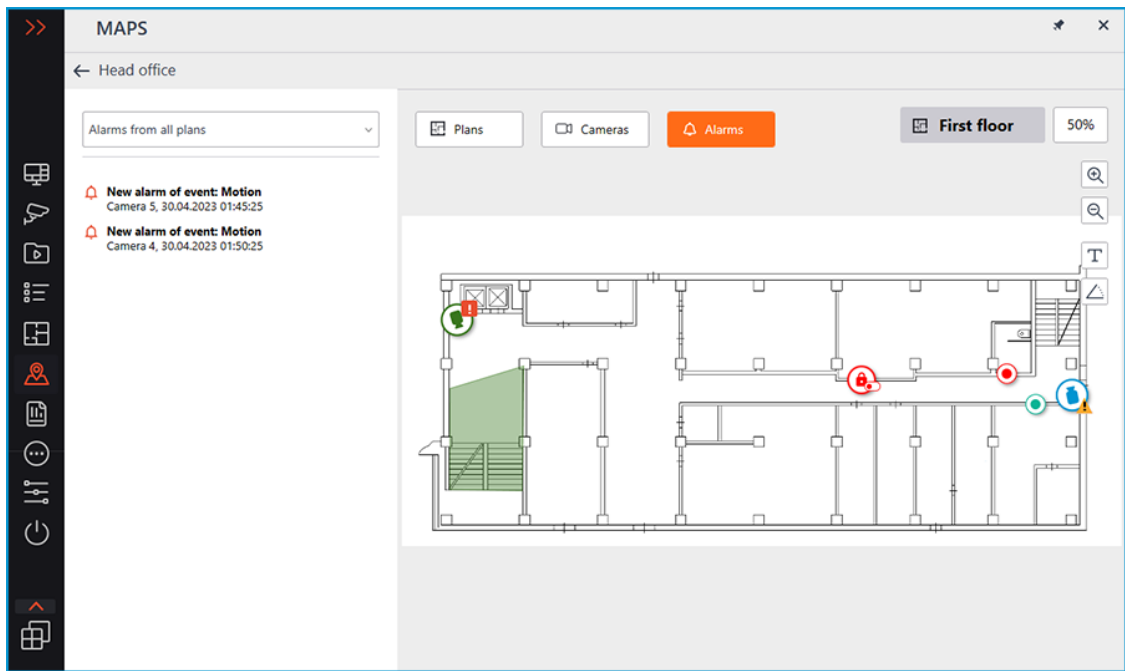 MAPS
Head office
Alarms from all plans
Plans
Cameras
Alarms
First floor
50%
New alarm of event: Motion
Camera 5, 30.04.2023 01:45:25
New alarm of event: Motion
Camera 4, 30.04.2023 01:50:25
T